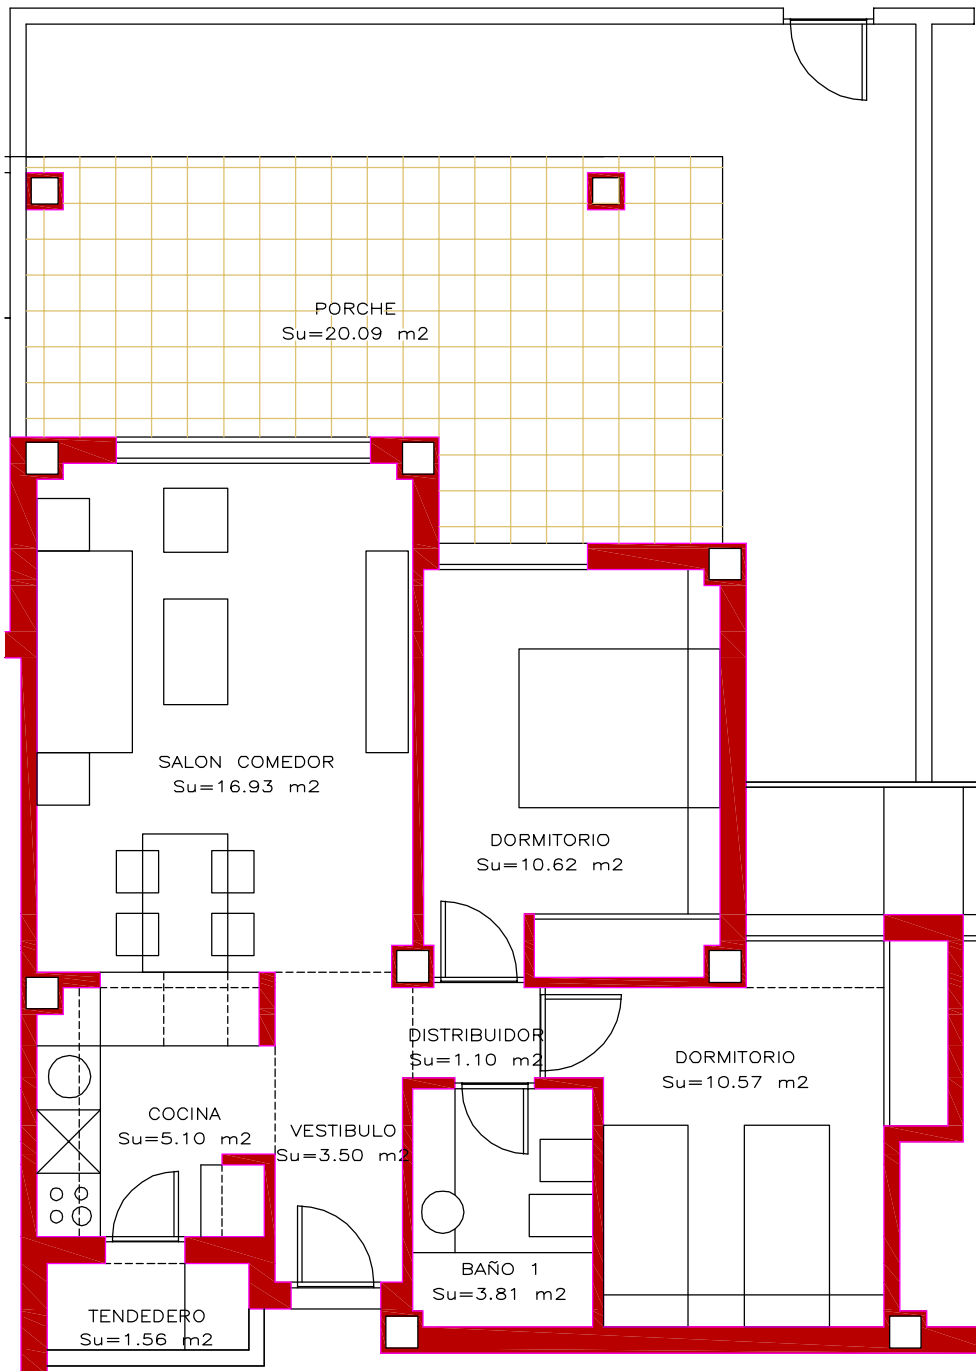 PORCHE
Su=20.09 m2
SALON COMEDOR
Su=16.93 m2
DORMITORIO
Su=10.62 m2
DISTRIBUIDOR
Su=1.10 m2
DORMITORIO
Su=10.57 m2
COCINA
Su=5.10 m2
VESTIBULO
Su=3.50 m2
BAÑO 1
Su=3.81 m2
TENDEDERO
Su=1.56 m2